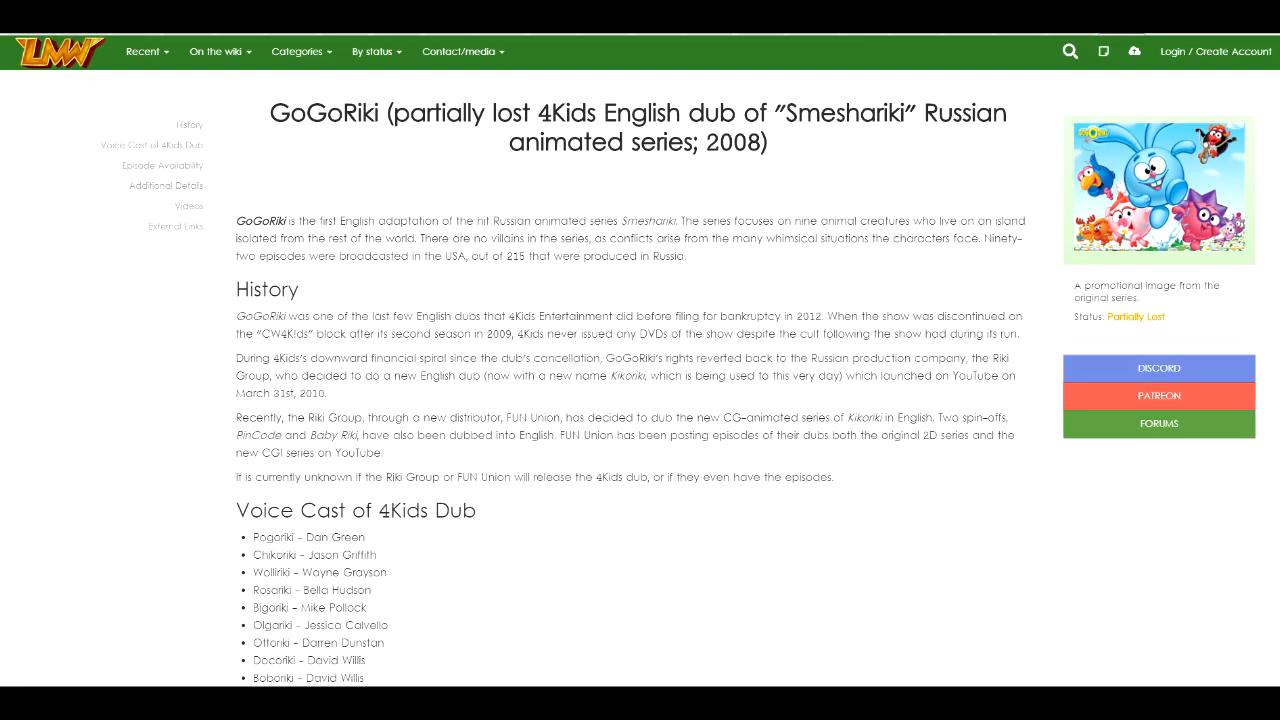 LMW
Recent
On the wiki
Categories
By status
Contact/media
Login / Create Account
History
Voice Cast of 4Kids Dub
Episode Availability
Additional Details
Videos
External Links
GoGoRiki (partially lost 4Kids English dub of "Smeshariki" Russian
animated series; 2008)
GoGoRiki is the first English adaptation of the hit Russian animated series Smeshariki. The series focuses on nine animal creatures who live on an island
isolated from the rest of the world. There are no villains in the series, as conflicts arise from the many whimsical situations the characters face. Ninety-
two episodes were broadcasted in the USA out of 215 that were produced in Russia.
History
GoGoRiki was one of the last few English dubs that 4Kids Entertainment did before filing for bankruptcy in 2012. When the show was discontinued on
the "CW4K!ds" block after its second season in 2009, 4Kids never issued any DVDs of the show despite the cult following the show had during its run.
During 4Kids's downward financial spiral since the dub's cancellation, GoGoRiki's rights reverted back to the Russian production company, the Riki
Group, who decided to do a new English dub (now with a new name Kikoriki, which is being used to this very day) which launched on YouTube on
March 31st, 2010.
Recently, the Riki Group, through a new distributor, FUN Union, has decided to dub the new CG-animated series of Kikoriki in English. Two spin-offs,
PinCode and Baby Riki, have also been dubbed into English. FUN Union has been posting episodes of their dubs both the original 2D series and the
new CGI series on YouTube.
It is currently unknown if the Riki Group or FUN Union will release the 4Kids dub, or if they even have the episodes.
Voice Cast of 4Kids Dub
• Pogoriki - Dan Green
• Chikoriki - Jason Griffith
• Wolliriki - Wayne Grayson
• Rosariki - Bella Hudson
• Bigoriki - Mike Pollock
• Olgariki - Jessica Calvello
• Ottoriki - Darren Dunstan
• Docoriki - David Willis
• Boboriki - David Willis
A promotional image from the
original series.
Status: Partially Lost
DISCORD
PATREON
FORUMS